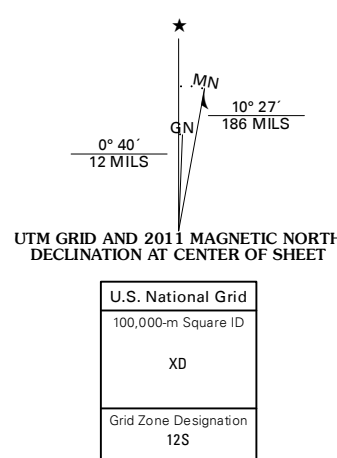 ★
MN
10° 27´
186 MILS
GN
0° 40´
12 MILS
UTM GRID AND 2011 MAGNETIC NORTH
DECLINATION AT CENTER OF SHEET
U.S. National Grid
100,000-m Square ID
XD
Grid Zone Designation
12S